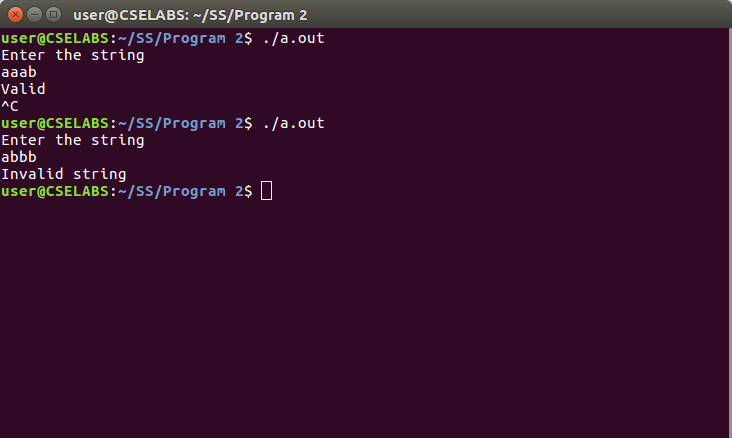 user@CSELABS: ~/SS/Program 2
user@CSELABS:~/SS/Program 2$ ./a.out
Enter the string
aaab
Valid
^C
user@CSELABS:~/SS/Program 2$ ./a.out
Enter the string
abbb
Invalid string
user@CSELABS:~/SS/Program 2$